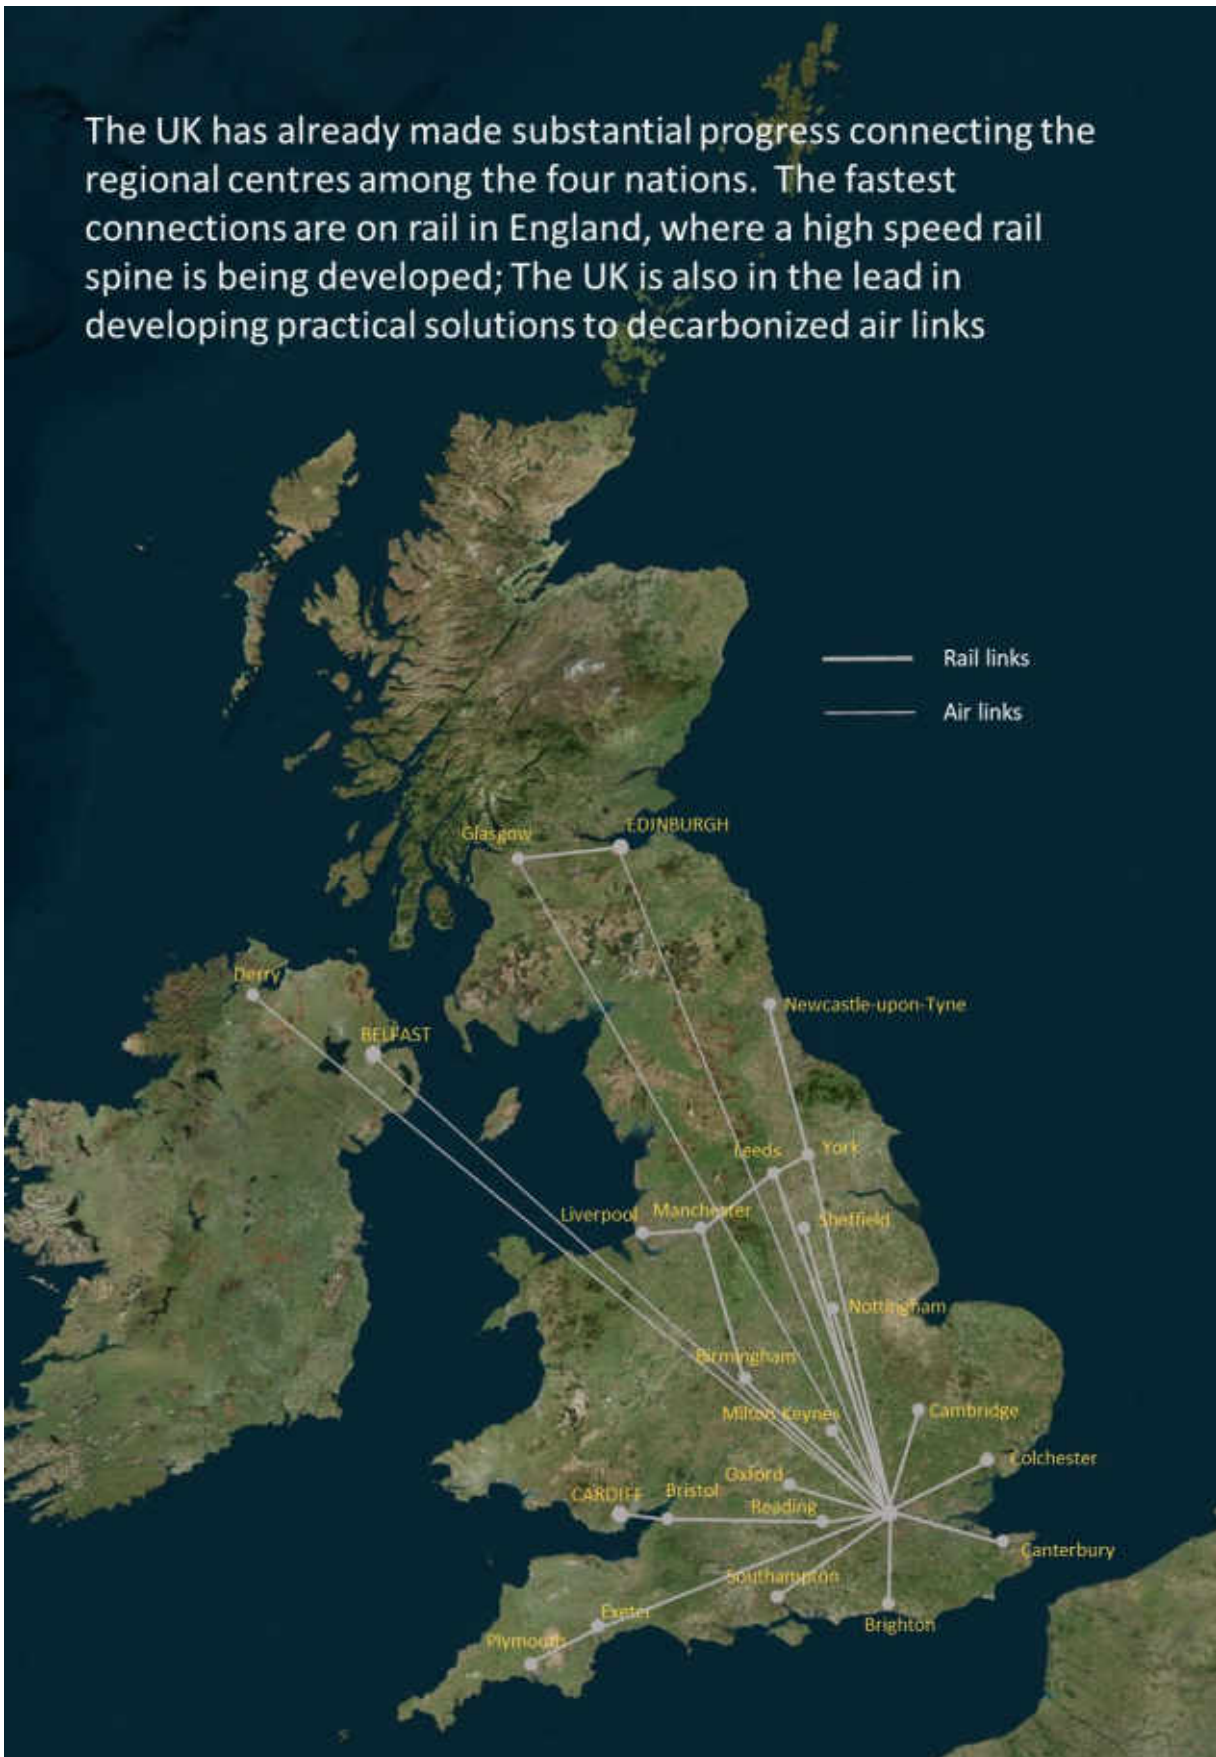 The UK has already made substantial progress connecting the
regional centres among the four nations.  The fastest
connections are on rail in England, where a high speed rail
spine is being developed; The UK is also in the lead in
developing practical solutions to decarbonized air links
Rail links
Air links
Glasgow
EDINBURGH
Derry
Newcastle-upon-Tyne
BELFAST
Leeds
York
Liverpool
Manchester
Sheffield
Nottingham
Birmingham
Milton Keynes
Cambridge
Colchester
Oxford
CARDIFF
Bristol
Reading
Canterbury
Southampton
Exeter
Brighton
Plymouth